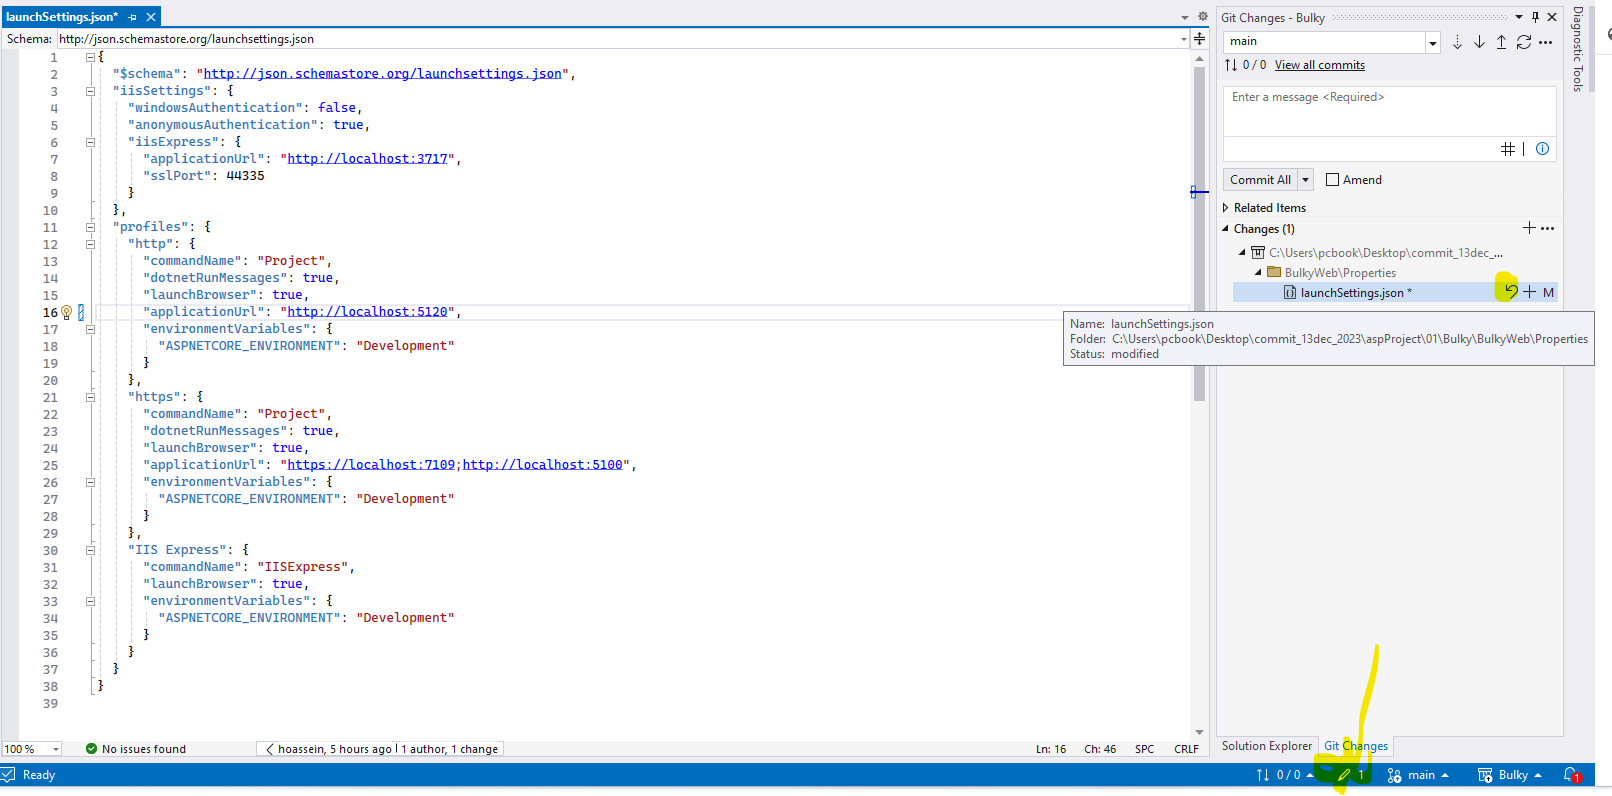 launchSettings.json*
Schema: http://json.schemastore.org/launchsettings.json
1 {
2 "$schema": "http://json.schemastore.org/launchsettings.json",
3 "iisSettings": {
4 "windowsAuthentication": false,
5 "anonymousAuthentication": true,
6 "iisExpress": {
7 "applicationUrl": "http://localhost:3717",
8 "sslPort": 44335
9 }
10 },
11 "profiles": {
12 "http": {
13 "commandName": "Project",
14 "dotnetRunMessages": true,
15 "launchBrowser": true,
16 "applicationUrl": "http://localhost:5120",
17 "environmentVariables": {
18 "ASPNETCORE_ENVIRONMENT": "Development"
19 }
20 },
21 "https": {
22 "commandName": "Project",
23 "dotnetRunMessages": true,
24 "launchBrowser": true,
25 "applicationUrl": "https://localhost:7109;http://localhost:5100",
26 "environmentVariables": {
27 "ASPNETCORE_ENVIRONMENT": "Development"
28 }
29 },
30 "IIS Express": {
31 "commandName": "IISExpress",
32 "launchBrowser": true,
33 "environmentVariables": {
34 "ASPNETCORE_ENVIRONMENT": "Development"
35 }
36 }
37 }
38 }
39
100 % No issues found hoassein, 5 hours ago | 1 author, 1 change Ln: 16 Ch: 46 SPC CRLF
Git Changes - Bulky
main
0 / 0 View all commits
Enter a message <Required>
Commit All Amend
Related Items
Changes (1)
C:\Users\pcbook\Desktop\commit_13dec_...
BulkyWeb\Properties
launchSettings.json * M
Name: launchSettings.json
Folder: C:\Users\pcbook\Desktop\commit_13dec_2023\aspProject\01\Bulky\BulkyWeb\Properties
Status: modified
Solution Explorer Git Changes
Diagnostic Tools
Ready 0 / 0 1 main Bulky 1